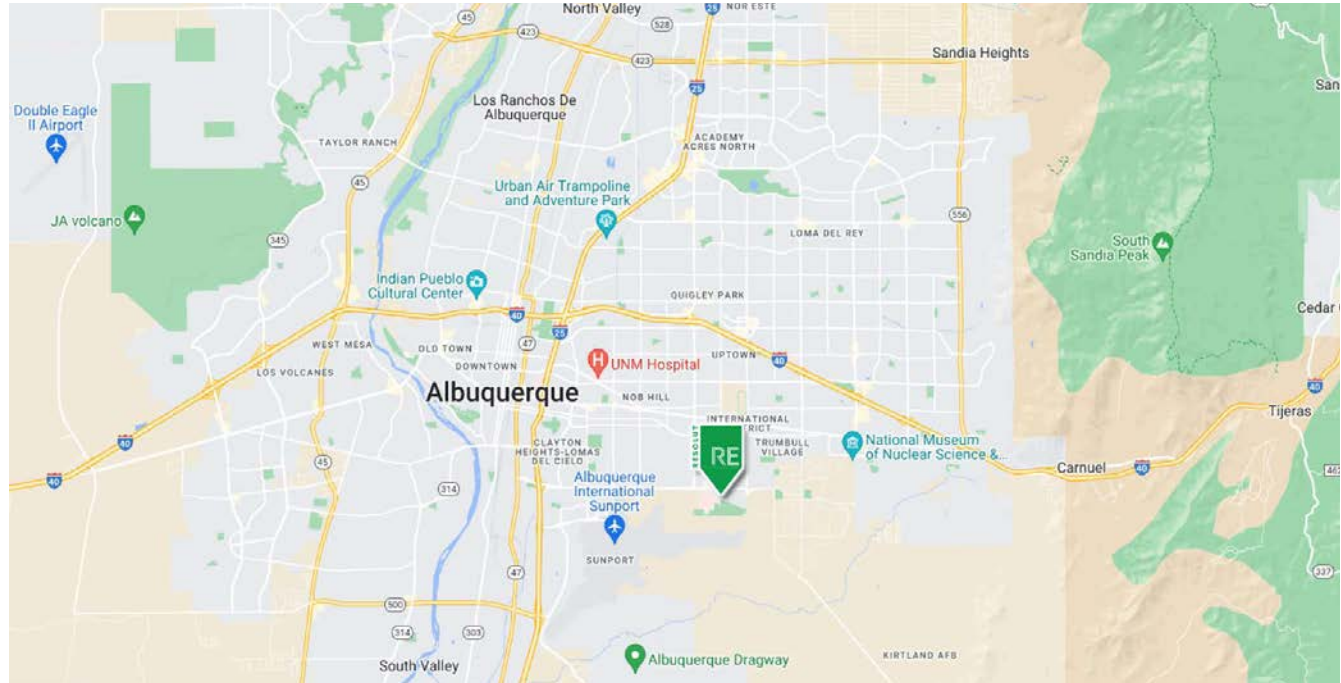 North Valley
NOR ESTE
25
45
528
423
423
Sandia Heights
25
San
Double Eagle
II Airport
Los Ranchos De
Albuquerque
TAYLOR RANCH
ACADEMY
ACRES NORTH
45
Urban Air Trampoline
and Adventure Park
JA volcano
345
LOMA DEL REY
556
South
Sandia Peak
Indian Pueblo
Cultural Center
QUIGLEY PARK
Cedar
40
25
47
WEST MESA
OLD TOWN
DOWNTOWN
UNM Hospital
UPTOWN
40
LOS VOLCANES
Albuquerque
NOB HILL
Tijeras
40
INTERNATIONAL
DISTRICT
RESOLUT
RE
TRUMBULL
VILLAGE
CLAYTON
HEIGHTS-LOMAS
DEL CIELO
National Museum
of Nuclear Science &...
45
40
Carnuel
40
314
Albuquerque
International
Sunport
SUNPORT
47
337
500
314
303
South Valley
Albuquerque Dragway
KIRTLAND AFB